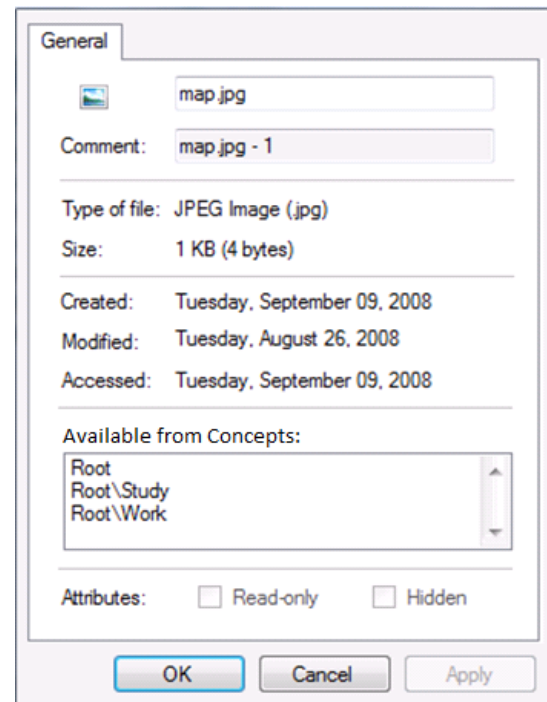 General
map.jpg
Comment: map.jpg - 1
Type of file: JPEG Image (.jpg)
Size: 1 KB (4 bytes)
Created: Tuesday, September 09, 2008
Modified: Tuesday, August 26, 2008
Accessed: Tuesday, September 09, 2008
Available from Concepts:
Root
Root\Study
Root\Work
Attributes: Read-only Hidden
OK Cancel Apply